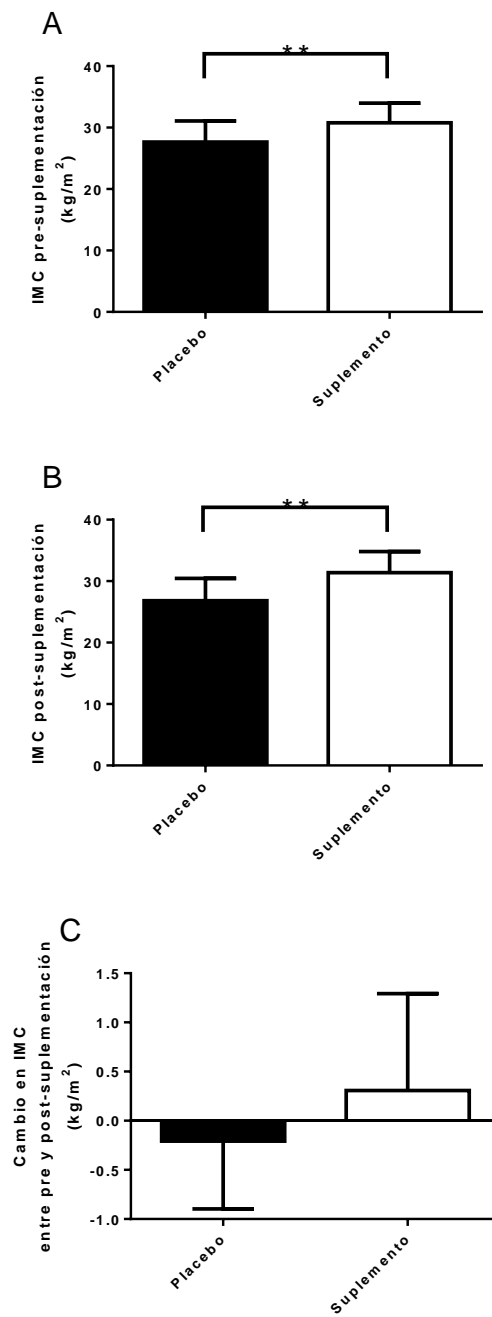 A
**
IMC pre-suplementación
(kg/m²)
40
30
20
10
0
Placebo
Suplemento
B
**
IMC post-suplementación
(kg/m²)
40
30
20
10
0
Placebo
Suplemento
C
Cambio en IMC
entre pre y post-suplementación
(kg/m²)
1.5
1.0
0.5
0.0
-0.5
-1.0
Placebo
Suplemento